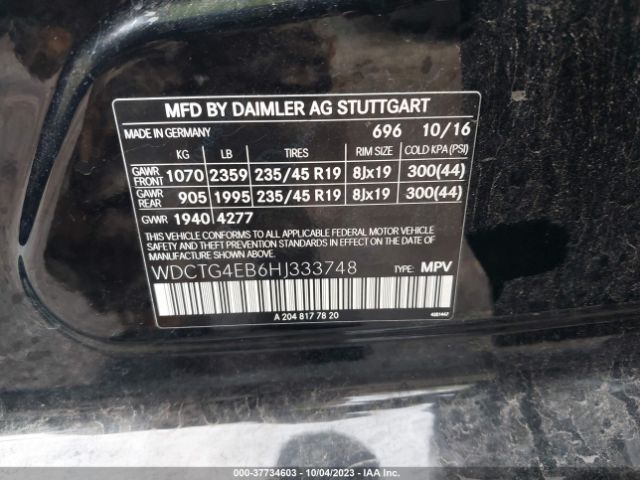 MFD BY DAIMLER AG STUTTGART
MADE IN GERMANY 696 10/16
KG LB TIRES RIM SIZE COLD KPA (PSI)
GAWR FRONT 1070 2359 235/45 R19 8Jx19 300(44)
GAWR REAR 905 1995 235/45 R19 8Jx19 300(44)
GVWR 1940 4277
THIS VEHICLE CONFORMS TO ALL APPLICABLE FEDERAL MOTOR VEHICLE
SAFETY AND THEFT PREVENTION STANDARDS IN EFFECT ON THE DATE OF
MANUFACTURE SHOWN ABOVE.
WDCTG4EB6HJ333748 TYPE: MPV
A 204 817 78 20
000-37734603 - 10/04/2023 - IAA Inc.